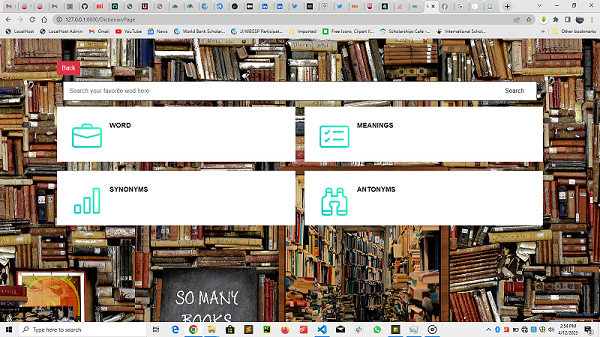 127.0.0.1:8000/DictionaryPage
LocalHost LocalHost Admin Gmail YouTube News World Bank Scholar... JJ/WBGSP Participat... Imported Free Icons, Clipart Il... Scholarships Cafe -... International Schol... » Other bookmarks
Back
Search your favorite wod here Search
WORD MEANINGS
SYNONYMS ANTONYMS
SO MANY
BOOKS
Type here to search
2:54 PM
4/12/2023